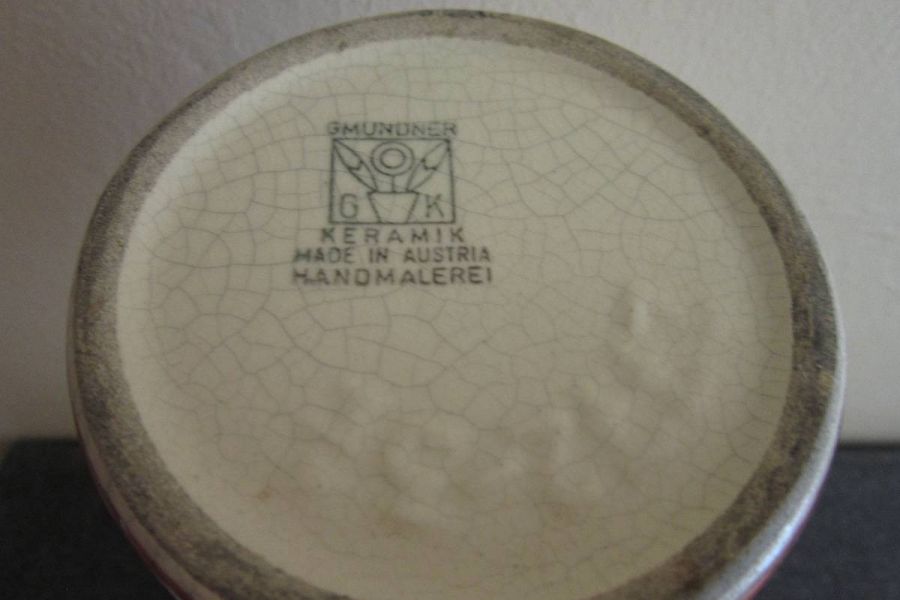 GMUNDNER
G K
KERAMIK
MADE IN AUSTRIA
HANDMALEREI